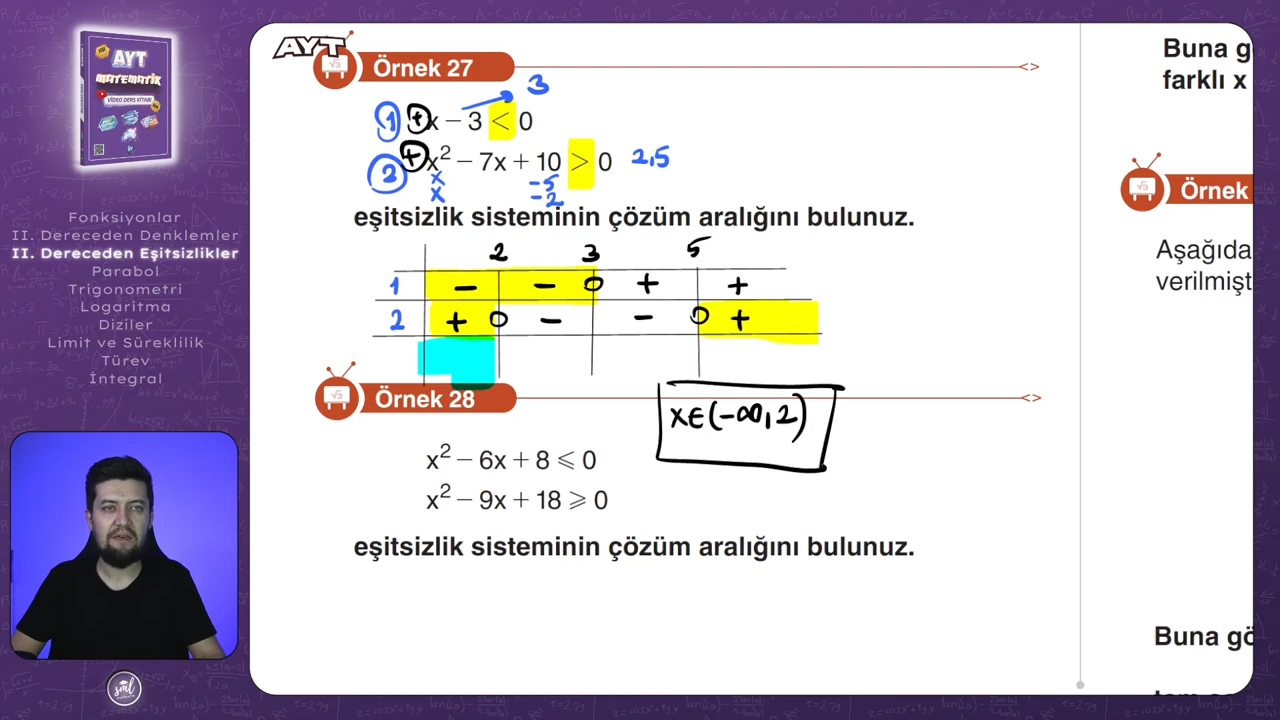 AYT
MATEMATİK
VİDEO DERS KİTABI
Fonksiyonlar
II. Dereceden Denklemler
II. Dereceden Eşitsizlikler
Parabol
Trigonometri
Logaritma
Diziler
Limit ve Süreklilik
Türev
İntegral
sml
AYT
Örnek 27
3
1 + x − 3 < 0
2 + x² − 7x + 10 > 0 2,5
x −5
x −2
eşitsizlik sisteminin çözüm aralığını bulunuz.
2 3 5
1 − − 0 + +
2 + 0 − − 0 +
x∈(−∞,2)
Örnek 28
x² − 6x + 8 ⩽ 0
x² − 9x + 18 ⩾ 0
eşitsizlik sisteminin çözüm aralığını bulunuz.
Buna g
farklı x
Örnek
Aşağıda
verilmişt
Buna gö